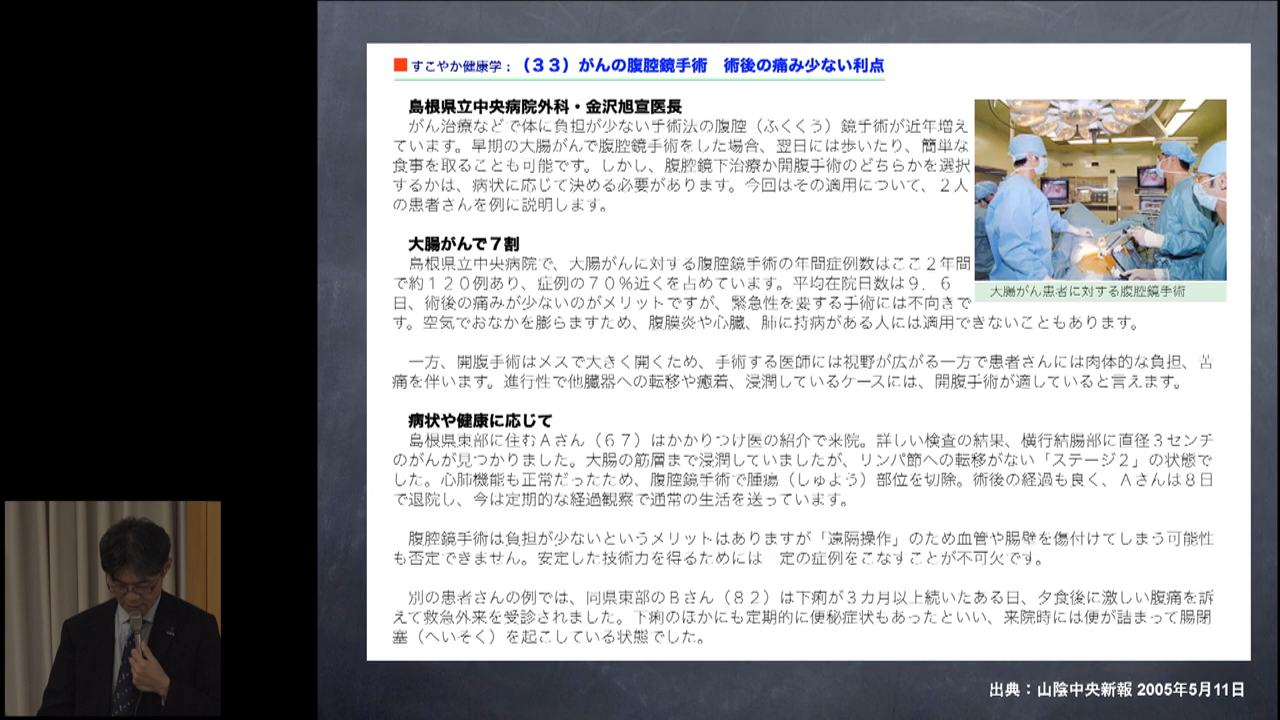 ■すこやか健康学：（３３）がんの腹腔鏡手術　術後の痛み少ない利点
島根県立中央病院外科・金沢旭宣医長
がん治療などで体に負担が少ない手術法の腹腔（ふくくう）鏡手術が近年増え
ています。早期の大腸がんで腹腔鏡手術をした場合、翌日には歩いたり、簡単な
食事を取ることも可能です。しかし、腹腔鏡下治療か開腹手術のどちらかを選択
するかは、病状に応じて決める必要があります。今回はその適用について、２人
の患者さんを例に説明します。
大腸がんで７割
島根県立中央病院で、大腸がんに対する腹腔鏡手術の年間症例数はここ２年間
で約１２０例あり、症例の７０％近くを占めています。平均在院日数は９．６
日、術後の痛みが少ないのがメリットですが、緊急性を要する手術には不向きで
す。空気でおなかを膨らますため、腹膜炎や心臓、肺に持病がある人には適用できないこともあります。
大腸がん患者に対する腹腔鏡手術
一方、開腹手術はメスで大きく開くため、手術する医師には視野が広がる一方で患者さんには肉体的な負担、苦
痛を伴います。進行性で他臓器への転移や癒着、浸潤しているケースには、開腹手術が適していると言えます。
病状や健康に応じて
島根県東部に住むＡさん（６７）はかかりつけ医の紹介で来院。詳しい検査の結果、横行結腸部に直径３センチ
のがんが見つかりました。大腸の筋層まで浸潤していましたが、リンパ節への転移がない「ステージ２」の状態で
した。心肺機能も正常だったため、腹腔鏡手術で腫瘍（しゅよう）部位を切除。術後の経過も良く、Ａさんは８日
で退院し、今は定期的な経過観察で通常の生活を送っています。
腹腔鏡手術は負担が少ないというメリットはありますが「遠隔操作」のため血管や腸壁を傷付けてしまう可能性
も否定できません。安定した技術力を得るためには　定の症例をこなすことが不可欠です。
別の患者さんの例では、同県東部のＢさん（８２）は下痢が３カ月以上続いたある日、夕食後に激しい腹痛を訴
えて救急外来を受診されました。下痢のほかにも定期的に便秘症状もあったといい、来院時には便が詰まって腸閉
塞（へいそく）を起こしている状態でした。
出典：山陰中央新報 2005年5月11日